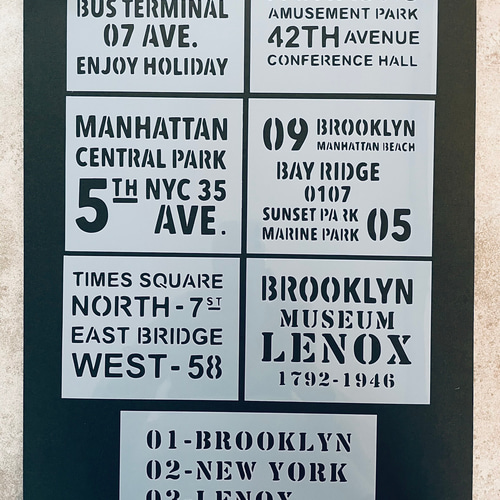 BUS TERMINAL
07 AVE.
ENJOY HOLIDAY
AMUSEMENT PARK
42TH AVENUE
CONFERENCE HALL
MANHATTAN
CENTRAL PARK
5TH NYC 35
AVE.
09 BROOKLYN
MANHATTAN BEACH
BAY RIDGE
0107
SUNSET PARK
MARINE PARK 05
TIMES SQUARE
NORTH-7ST
EAST BRIDGE
WEST-58
BROOKLYN
MUSEUM
LENOX
1792-1946
01-BROOKLYN
02-NEW YORK
03-LENOX